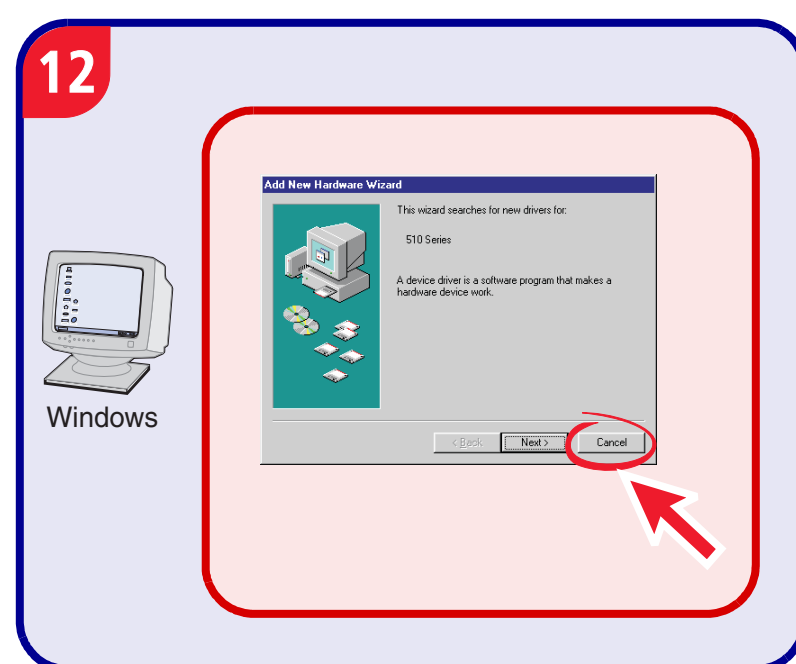 12
Add New Hardware Wizard
This wizard searches for new drivers for:
510 Series
A device driver is a software program that makes a
hardware device work.
Windows
< Back Next > Cancel